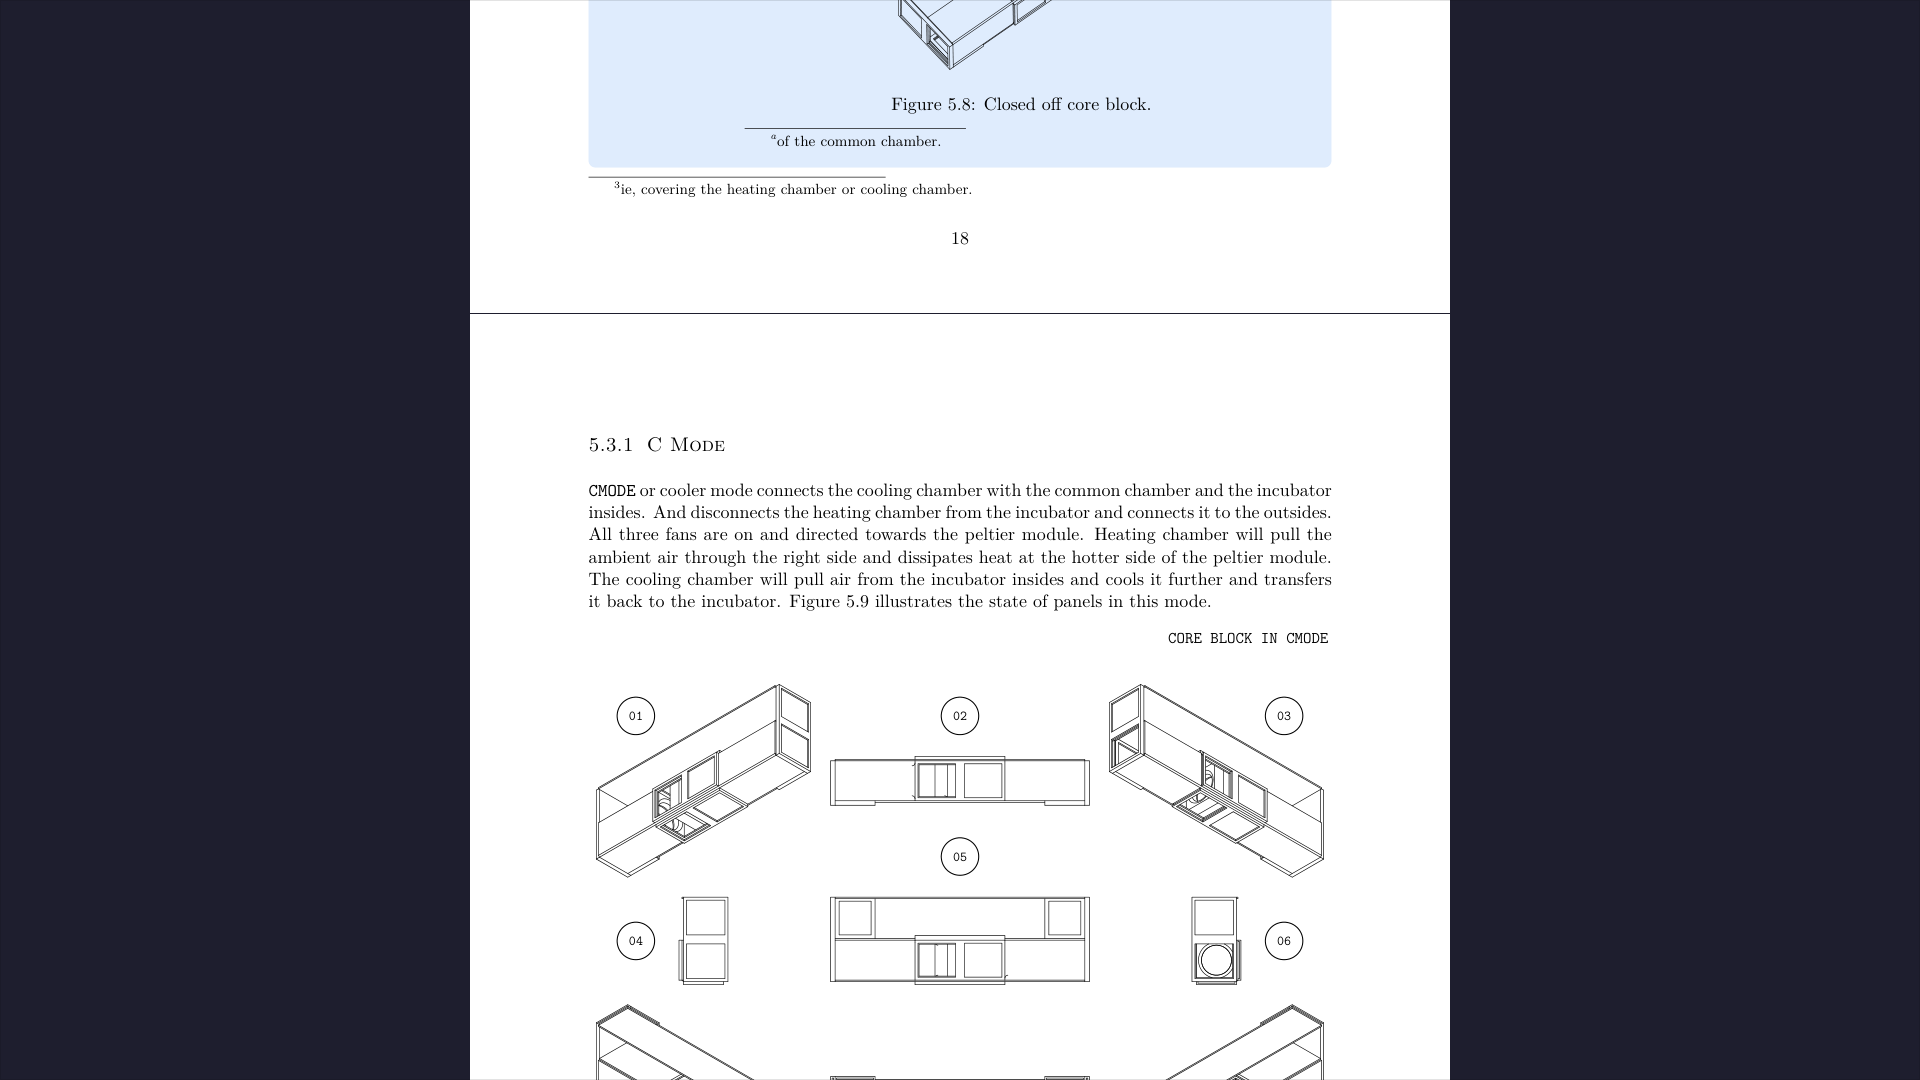 Figure 5.8: Closed off core block.
a of the common chamber.
3 ie, covering the heating chamber or cooling chamber.
18
5.3.1 C Mode
CMODE or cooler mode connects the cooling chamber with the common chamber and the incubator
insides. And disconnects the heating chamber from the incubator and connects it to the outsides.
All three fans are on and directed towards the peltier module. Heating chamber will pull the
ambient air through the right side and dissipates heat at the hotter side of the peltier module.
The cooling chamber will pull air from the incubator insides and cools it further and transfers
it back to the incubator. Figure 5.9 illustrates the state of panels in this mode.
CORE BLOCK IN CMODE
01
02
03
05
04
06